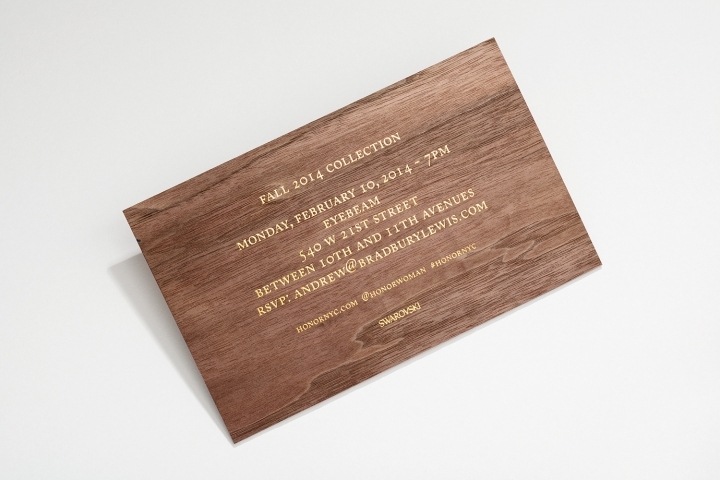 FALL 2014 COLLECTION
MONDAY, FEBRUARY 10, 2014 - 7PM
EYEBEAM
540 W 21ST STREET
BETWEEN 10TH AND 11TH AVENUES
RSVP: ANDREW@BRADBURYLEWIS.COM
HONORNYC.COM @HONORWOMAN #HONORNYC
SWAROVSKI